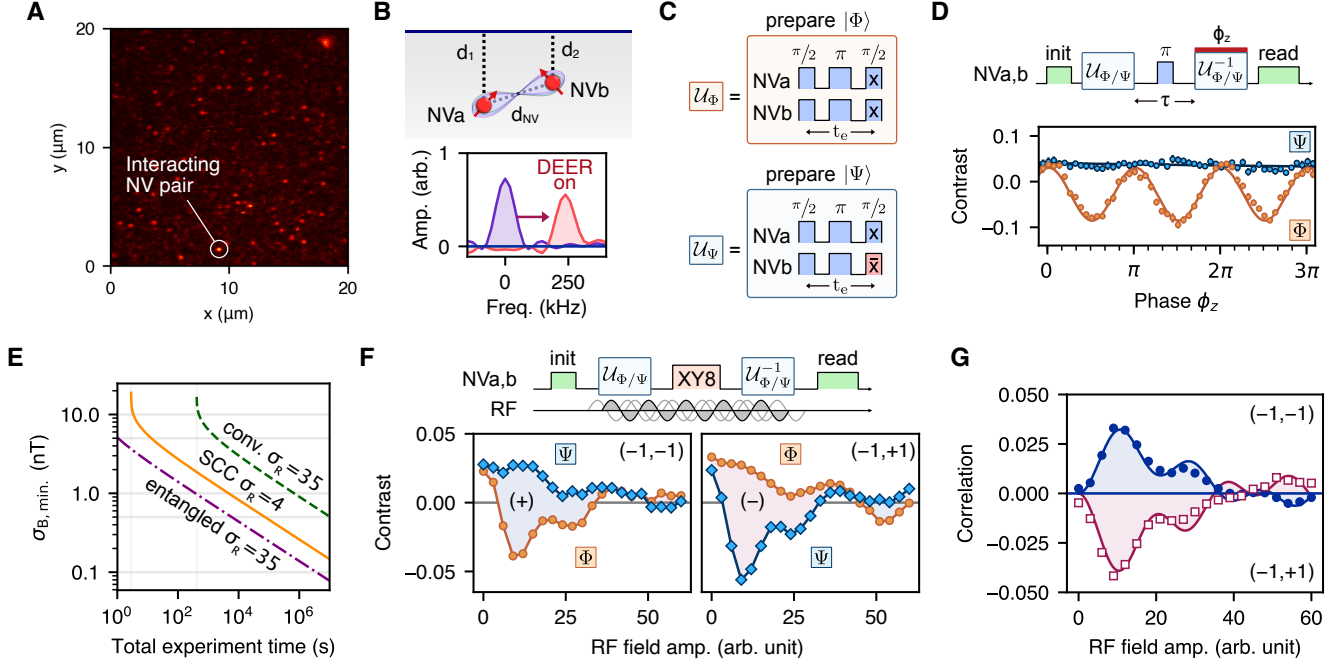 A
20
10
0
y (μm)
Interacting
NV pair
0
10
20
x (μm)
B
d₁
d₂
NVa
NVb
d_NV
1
0
Amp. (arb.)
DEER
on
0
250
Freq. (kHz)
C
prepare |Φ⟩
π/2 π π/2
𝒰_Φ =
NVa x
NVb x
t_e
prepare |Ψ⟩
π/2 π π/2
𝒰_Ψ =
NVa x
NVb x̄
t_e
D
ϕ_z
init π read
NVa,b 𝒰_Φ/Ψ 𝒰⁻¹_Φ/Ψ
τ
0.1
0.0
−0.1
Contrast
Ψ
Φ
0 π 2π 3π
Phase ϕ_z
E
10.0
1.0
0.1
σ_B, min. (nT)
conv. σ_R=35
SCC σ_R=4
entangled σ_R=35
10⁰ 10² 10⁴ 10⁶
Total experiment time (s)
F
init read
NVa,b 𝒰_Φ/Ψ XY8 𝒰⁻¹_Φ/Ψ
RF
0.05
0.00
−0.05
Contrast
Ψ (−1,−1)
(+)
Φ
0 50
Φ (−1,+1)
(−)
Ψ
0 50
RF field amp. (arb. unit)
G
0.050
0.025
0.000
−0.025
−0.050
Correlation
(−1,−1)
(−1,+1)
0 20 40 60
RF field amp. (arb. unit)